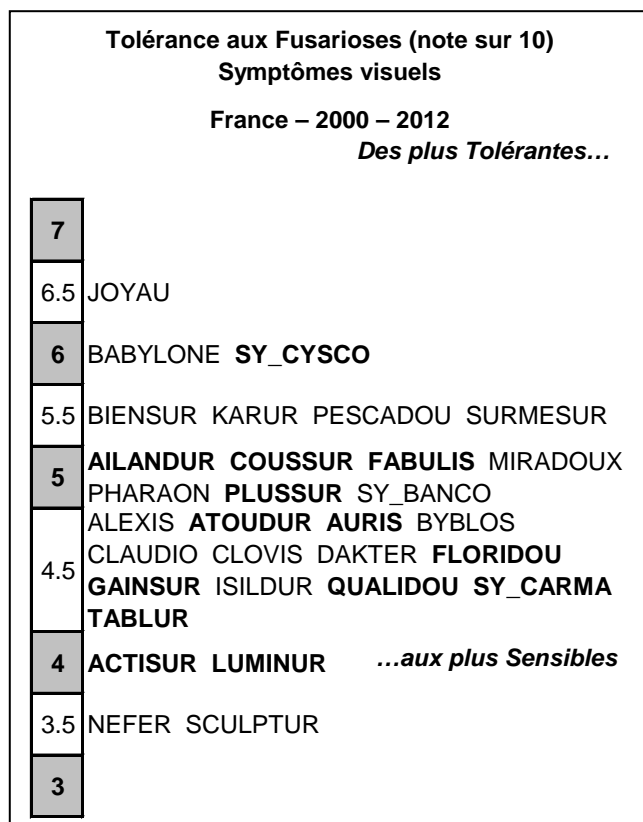 Tolérance aux Fusarioses (note sur 10)
Symptômes visuels
France – 2000 – 2012
Des plus Tolérantes…
7
6.5 JOYAU
6 BABYLONE SY_CYSCO
5.5 BIENSUR KARUR PESCADOU SURMESUR
5 AILANDUR COUSSUR FABULIS MIRADOUX
PHARAON PLUSSUR SY_BANCO
ALEXIS ATOUDUR AURIS BYBLOS
4.5 CLAUDIO CLOVIS DAKTER FLORIDOU
GAINSUR ISILDUR QUALIDOU SY_CARMA
TABLUR
4 ACTISUR LUMINUR …aux plus Sensibles
3.5 NEFER SCULPTUR
3